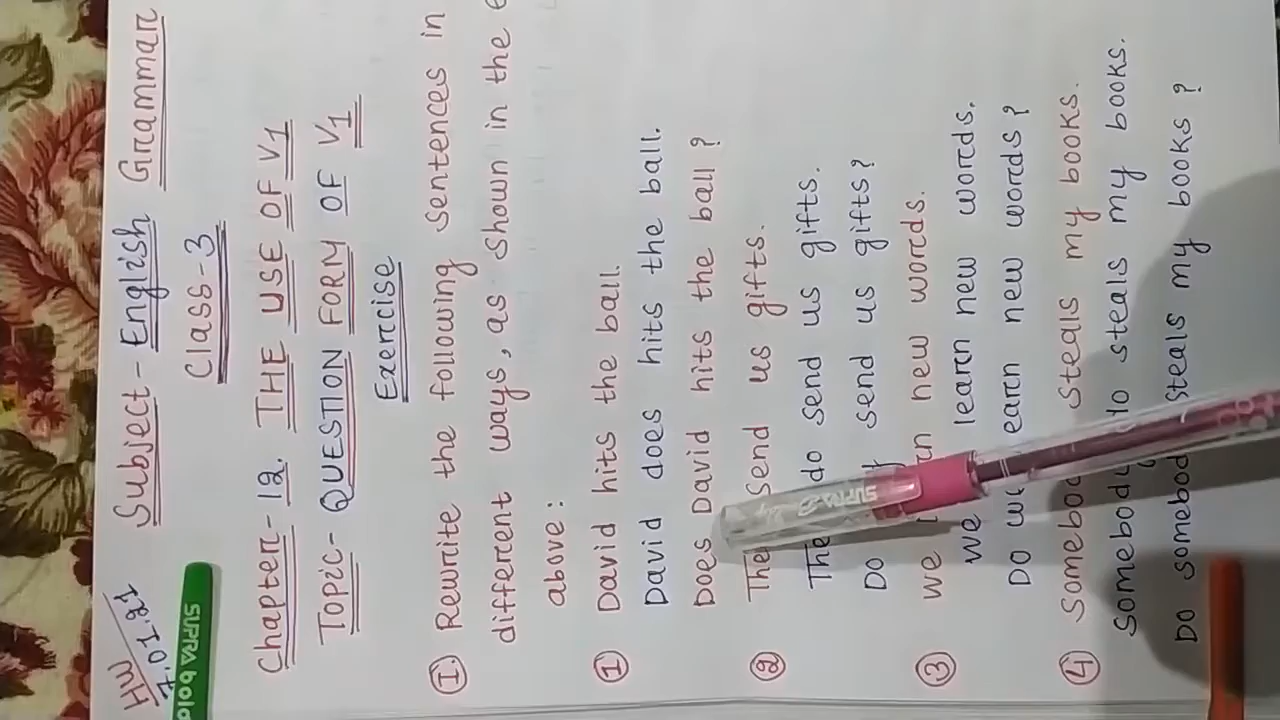 HW
7.01.21
Subject - English Grammar
Class-3
Chapter- 12. THE USE OF V1
Topic- QUESTION FORM OF V1
Exercise
I. Rewrite the following sentences in
different ways, as shown in the
above:
1 David hits the ball.
David does hits the ball.
Does David hits the ball?
2 send us gifts.
do send us gifts.
Do send us gifts?
3 we new words.
we learn new words.
Do new words?
4 steals my books.
steals my books.
Do steals my books?
SUPRA bold
SUPRA